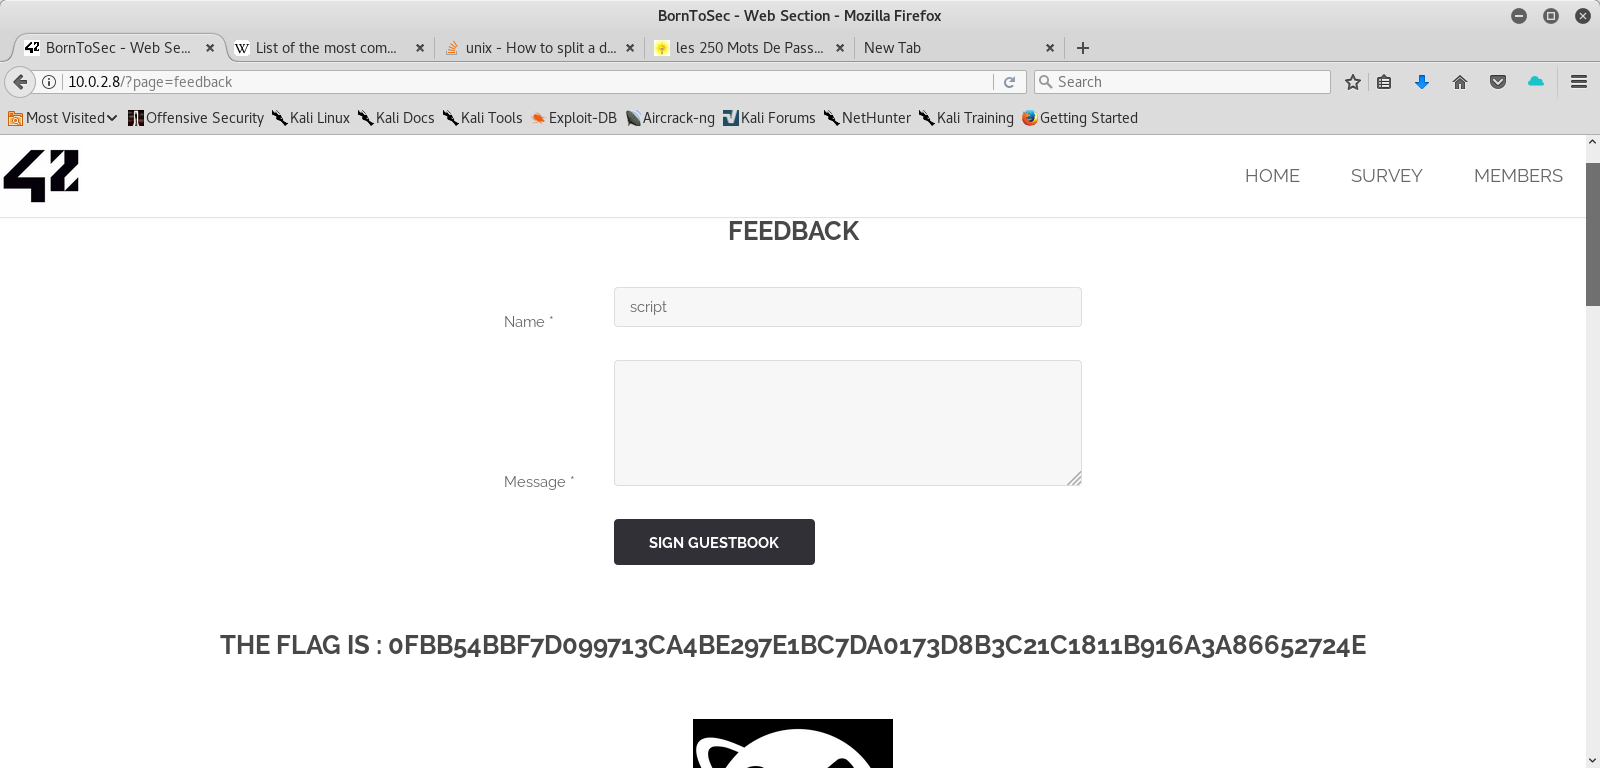 BornToSec - Web Section - Mozilla Firefox
BornToSec - Web Se...
List of the most com...
unix - How to split a d...
les 250 Mots De Pass...
New Tab
10.0.2.8/?page=feedback
Search
Most Visited
Offensive Security
Kali Linux
Kali Docs
Kali Tools
Exploit-DB
Aircrack-ng
Kali Forums
NetHunter
Kali Training
Getting Started
42
HOME
SURVEY
MEMBERS
FEEDBACK
Name *
script
Message *
SIGN GUESTBOOK
THE FLAG IS : 0FBB54BBF7D099713CA4BE297E1BC7DA0173D8B3C21C1811B916A3A86652724E